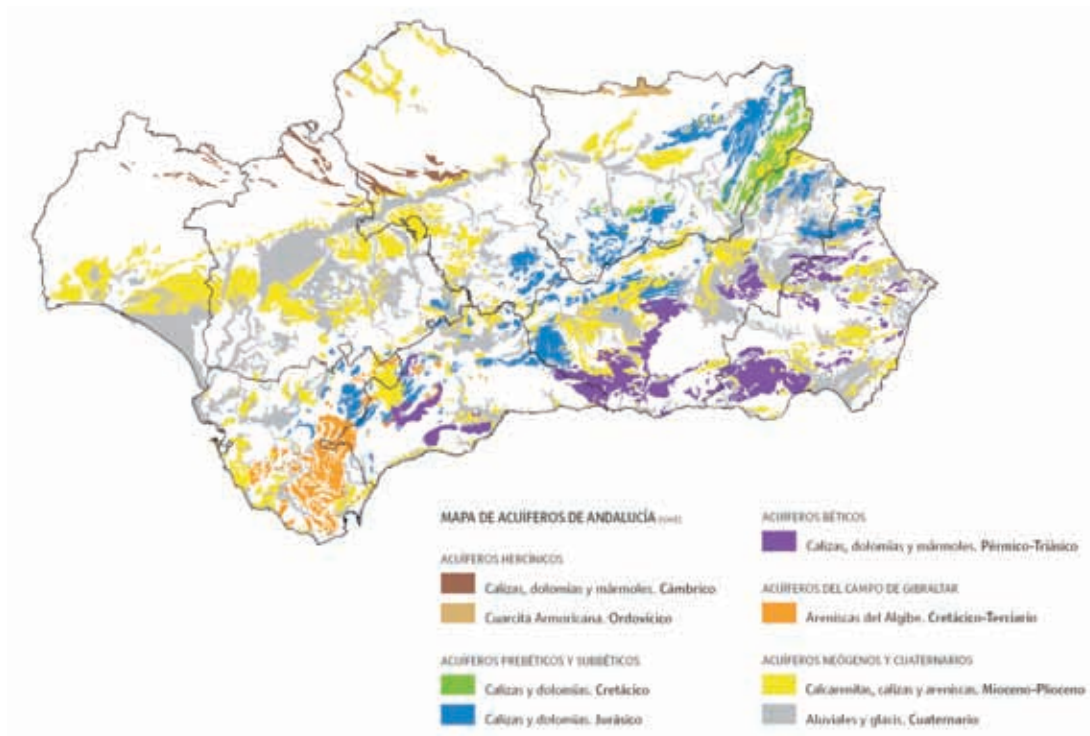 MAPA DE ACUÍFEROS DE ANDALUCÍA
ACUÍFEROS HERCÍNICOS
Calizas, dolomías y mármoles. Cámbrico
Cuarcita Armoricana. Ordovícico
ACUÍFEROS PREBÉTICOS Y SUBBÉTICOS
Calizas y dolomías. Cretácico
Calizas y dolomías. Jurásico
ACUÍFEROS BÉTICOS
Calizas, dolomías y mármoles. Pérmico-Triásico
ACUÍFEROS DEL CAMPO DE GIBRALTAR
Areniscas del Algibe. Cretácico-Terciario
ACUÍFEROS NEÓGENOS Y CUATERNARIOS
Calcarenitas, calizas y areniscas. Mioceno-Plioceno
Aluviales y glacis. Cuaternario